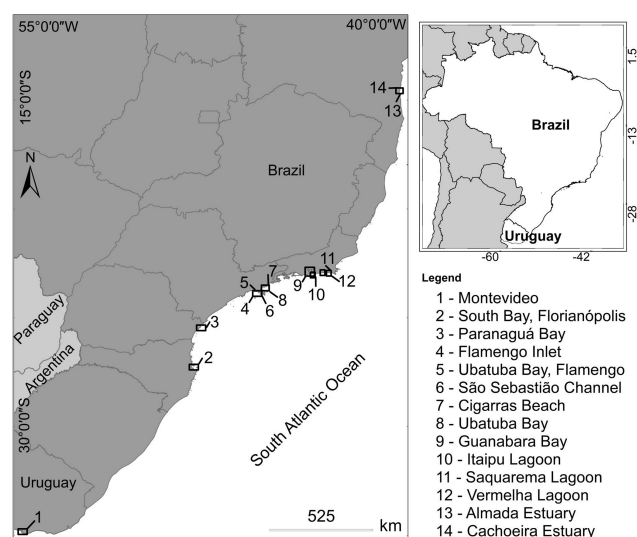 55°0'0"W
40°0'0"W
15°0'0"S
14
13
N
Brazil
11
7
5
9
10
12
4
6
8
Paraguay
3
Argentina
2
30°0'0"S
South Atlantic Ocean
Uruguay
1
525
km
Brazil
Uruguay
1.5
-13
-28
-60
-42
Legend
1 - Montevideo
2 - South Bay, Florianópolis
3 - Paranaguá Bay
4 - Flamengo Inlet
5 - Ubatuba Bay, Flamengo
6 - São Sebastião Channel
7 - Cigarras Beach
8 - Ubatuba Bay
9 - Guanabara Bay
10 - Itaipu Lagoon
11 - Saquarema Lagoon
12 - Vermelha Lagoon
13 - Almada Estuary
14 - Cachoeira Estuary